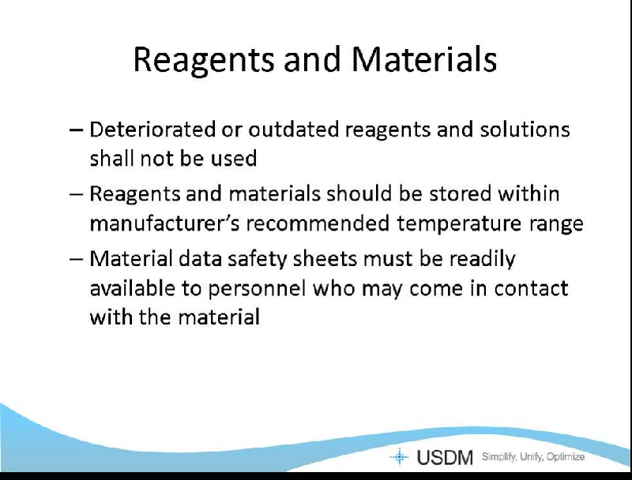 Reagents and Materials
– Deteriorated or outdated reagents and solutions
shall not be used
– Reagents and materials should be stored within
manufacturer's recommended temperature range
– Material data safety sheets must be readily
available to personnel who may come in contact
with the material
USDM Simplify, Unify, Optimize